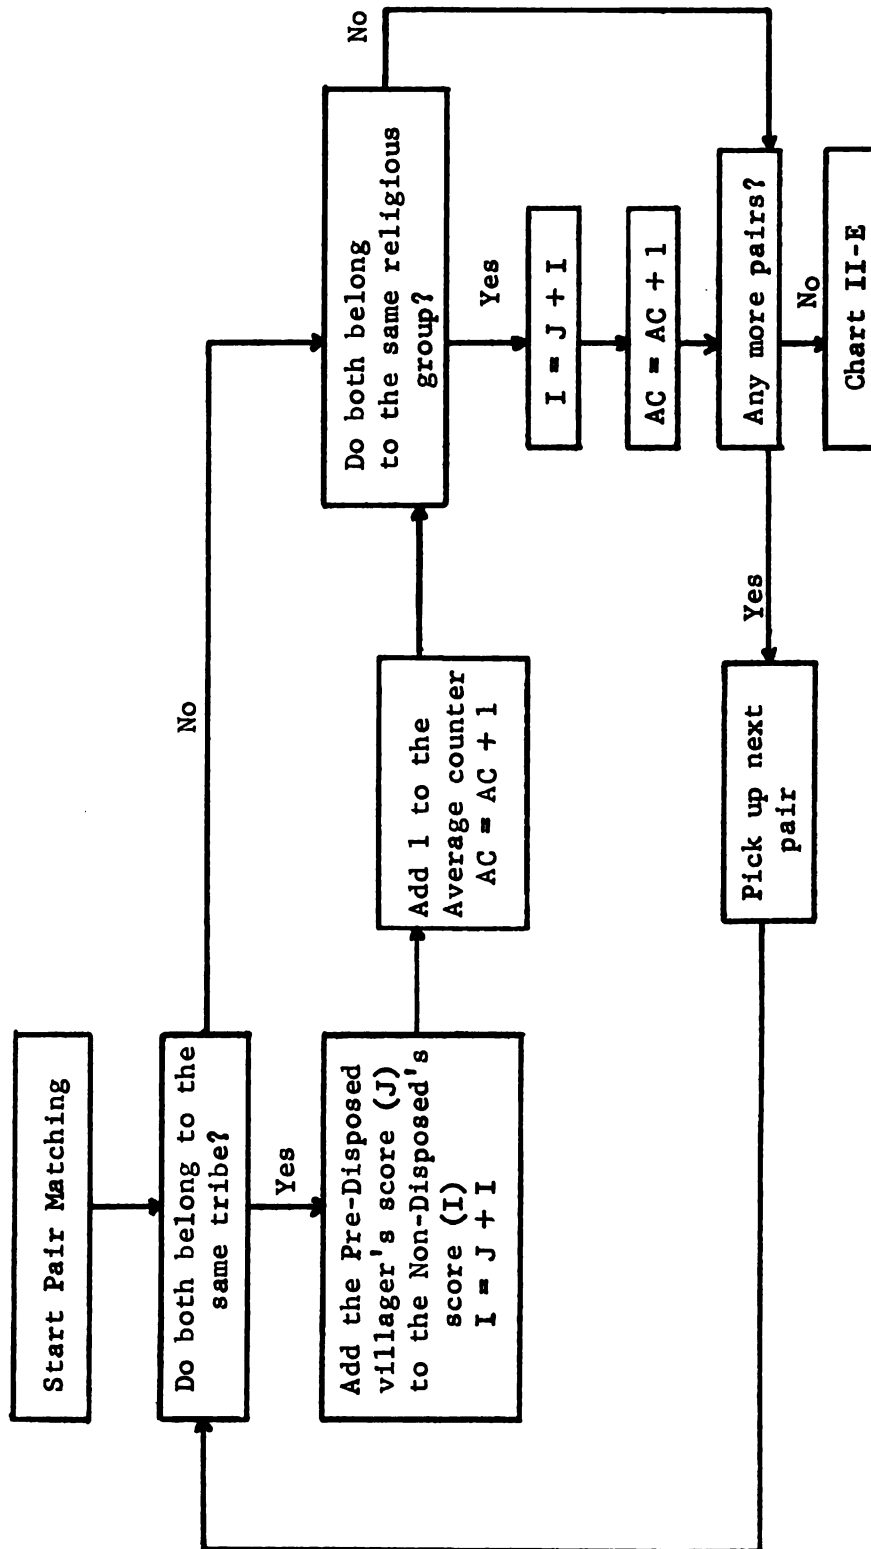 Start Pair Matching
Do both belong to the
same tribe?
No
Yes
Add the Pre-Disposed
villager's score (J)
to the Non-Disposed's
score (I)
I = J + I
Add 1 to the
Average counter
AC = AC + 1
Do both belong
to the same religious
group?
No
Yes
I = J + I
AC = AC + 1
Any more pairs?
Yes
No
Pick up next
pair
Chart II-E